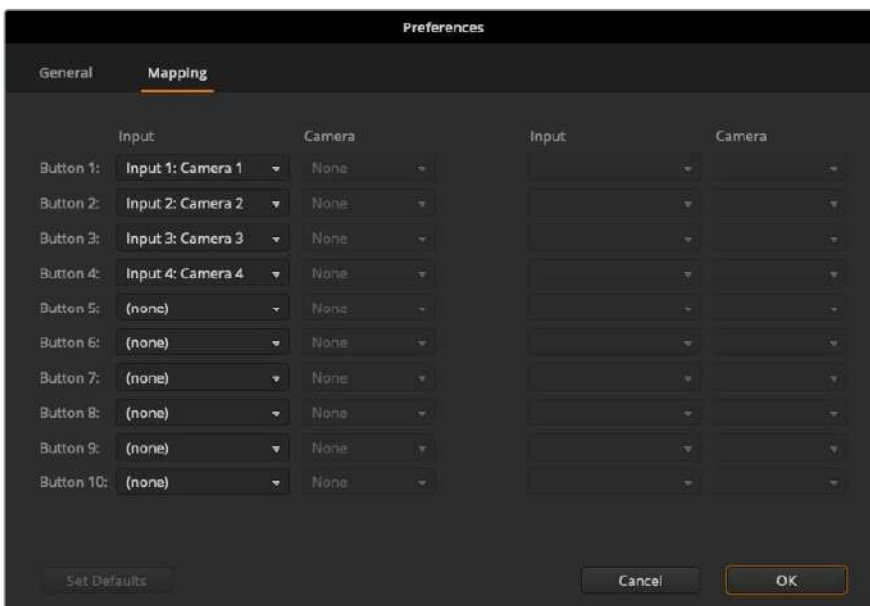 Preferences
General Mapping
Input Camera Input Camera
Button 1: Input 1: Camera 1 None
Button 2: Input 2: Camera 2 None
Button 3: Input 3: Camera 3 None
Button 4: Input 4: Camera 4 None
Button 5: (none) None
Button 6: (none) None
Button 7: (none) None
Button 8: (none) None
Button 9: (none) None
Button 10: (none) None
Set Defaults Cancel OK